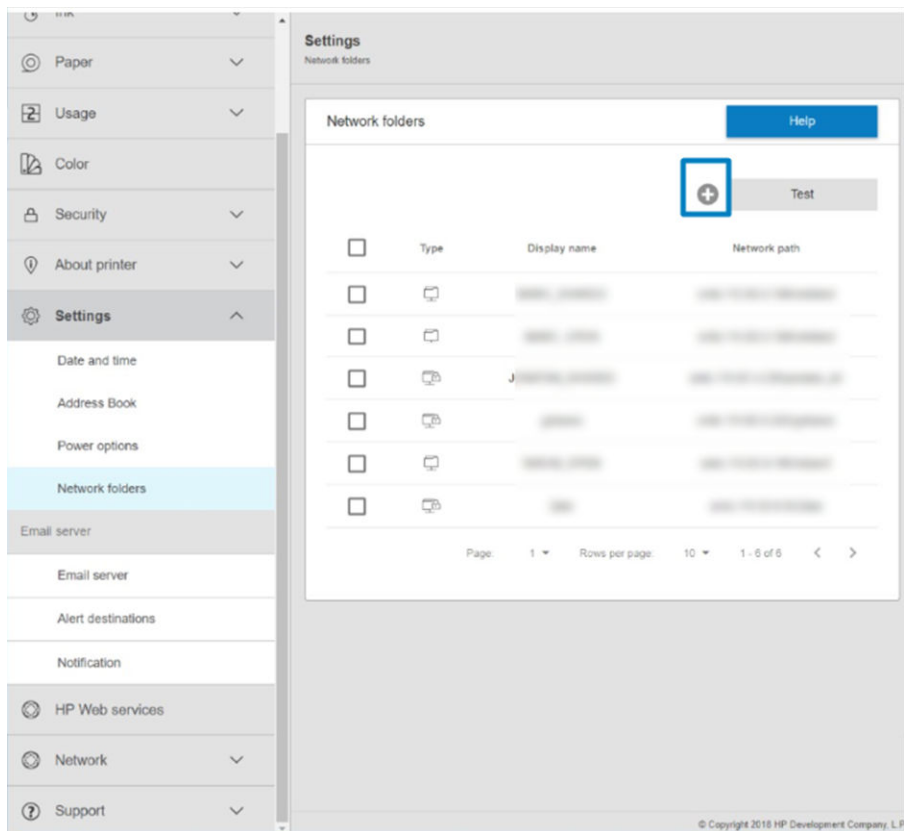 Ink
Paper
Usage
Color
Security
About printer
Settings
Date and time
Address Book
Power options
Network folders
Email server
Email server
Alert destinations
Notification
HP Web services
Network
Support
Settings
Network folders
Network folders
Help
Test
Type Display name Network path
J
Page: 1 Rows per page: 10 1 - 6 of 6
© Copyright 2018 HP Development Company, L.P